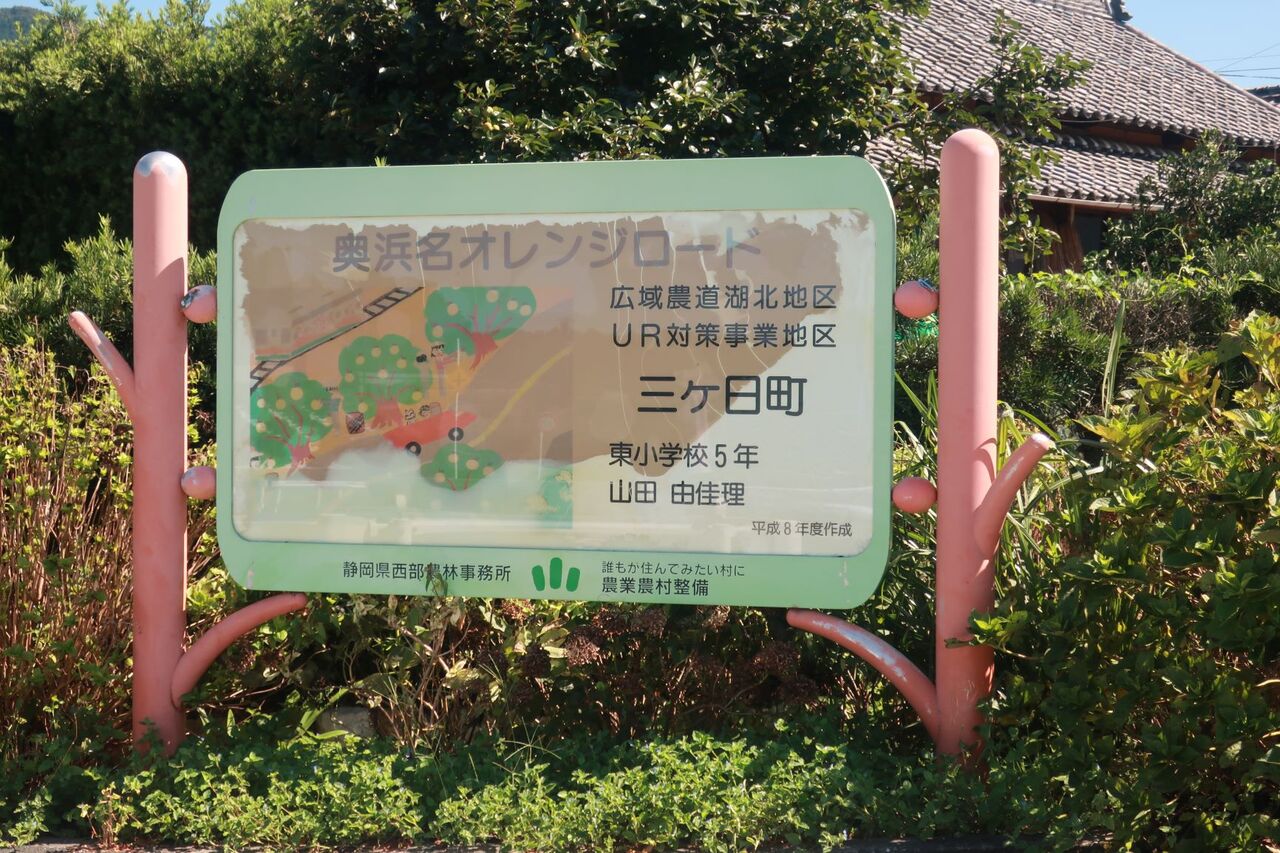 奥浜名オレンジロード
広域農道湖北地区
UR対策事業地区
三ケ日町
東小学校5年
山田 由佳理
平成8年度作成
静岡県西部農林事務所
誰もが住んでみたい村に
農業農村整備